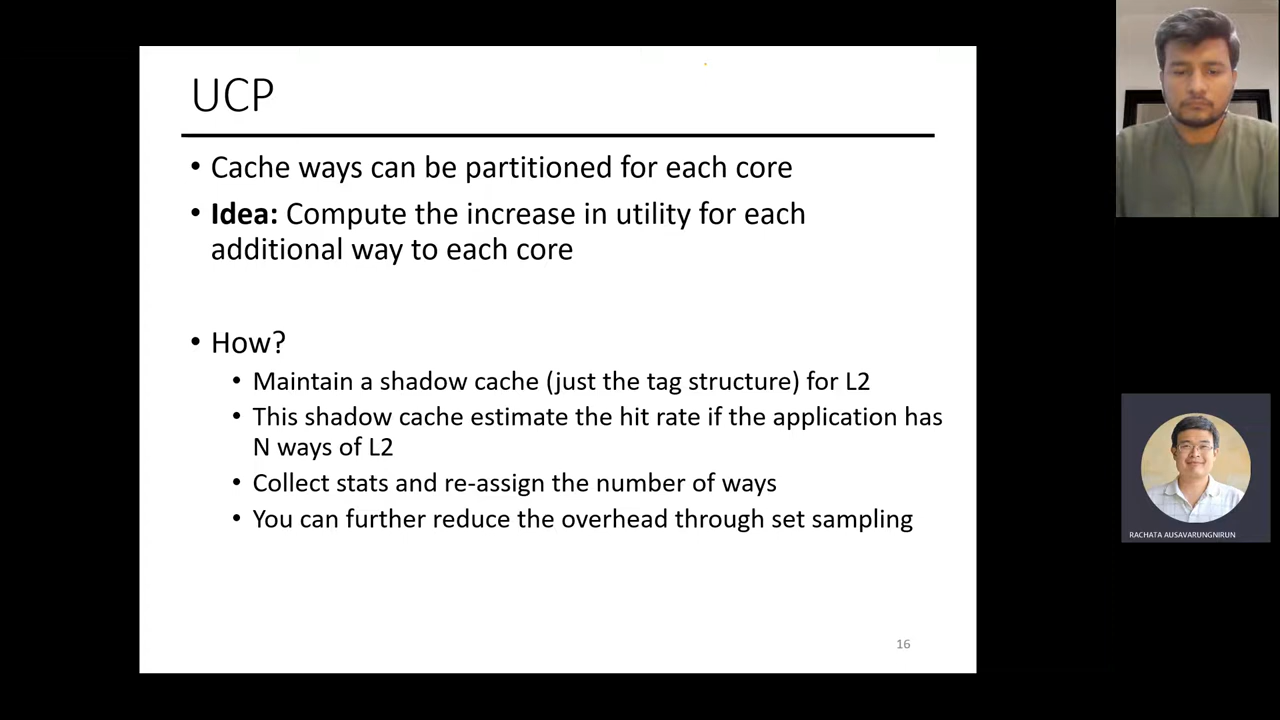 UCP
• Cache ways can be partitioned for each core
• Idea: Compute the increase in utility for each
additional way to each core
• How?
• Maintain a shadow cache (just the tag structure) for L2
• This shadow cache estimate the hit rate if the application has
N ways of L2
• Collect stats and re-assign the number of ways
• You can further reduce the overhead through set sampling
16
RACHATA AUSAVARUNGNIRUN